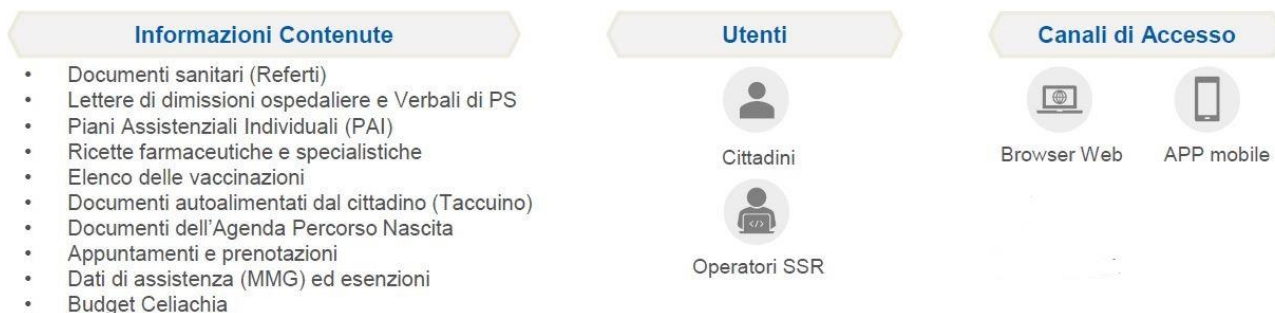 Informazioni Contenute
• Documenti sanitari (Referti)
• Lettere di dimissioni ospedaliere e Verbali di PS
• Piani Assistenziali Individuali (PAI)
• Ricette farmaceutiche e specialistiche
• Elenco delle vaccinazioni
• Documenti autoalimentati dal cittadino (Taccuino)
• Documenti dell'Agenda Percorso Nascita
• Appuntamenti e prenotazioni
• Dati di assistenza (MMG) ed esenzioni
• Budget Celiachia
Utenti
Cittadini
Operatori SSR
Canali di Accesso
Browser Web
APP mobile